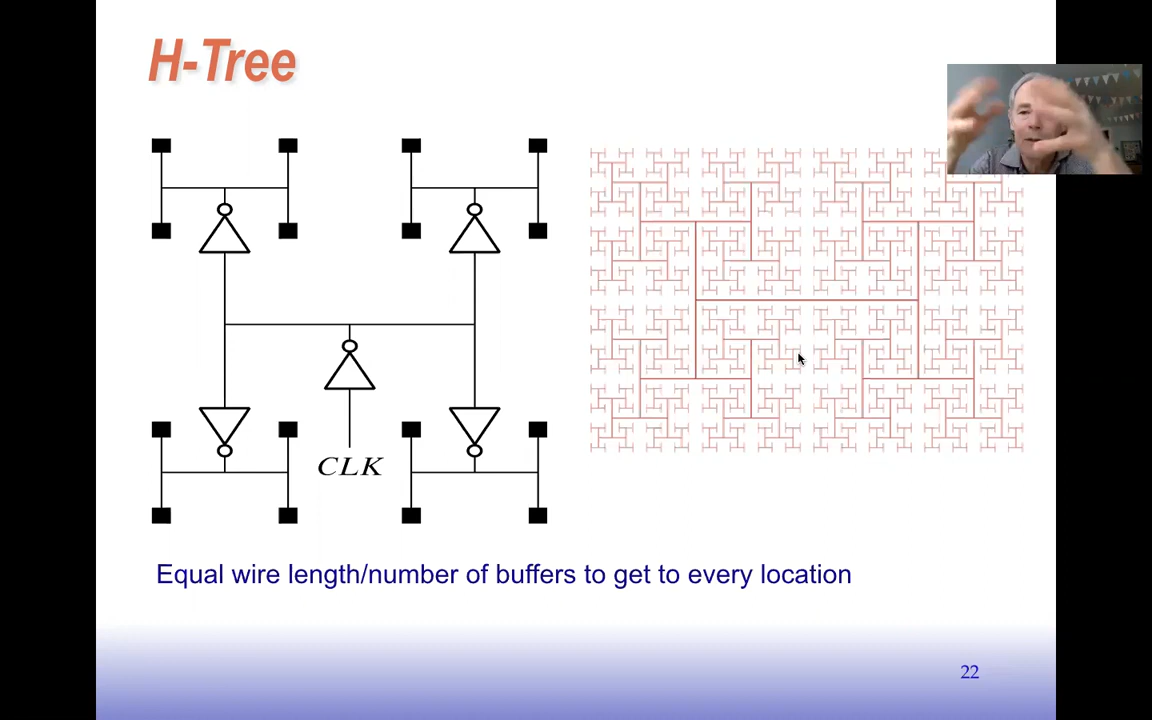 H-Tree
CLK
Equal wire length/number of buffers to get to every location
22